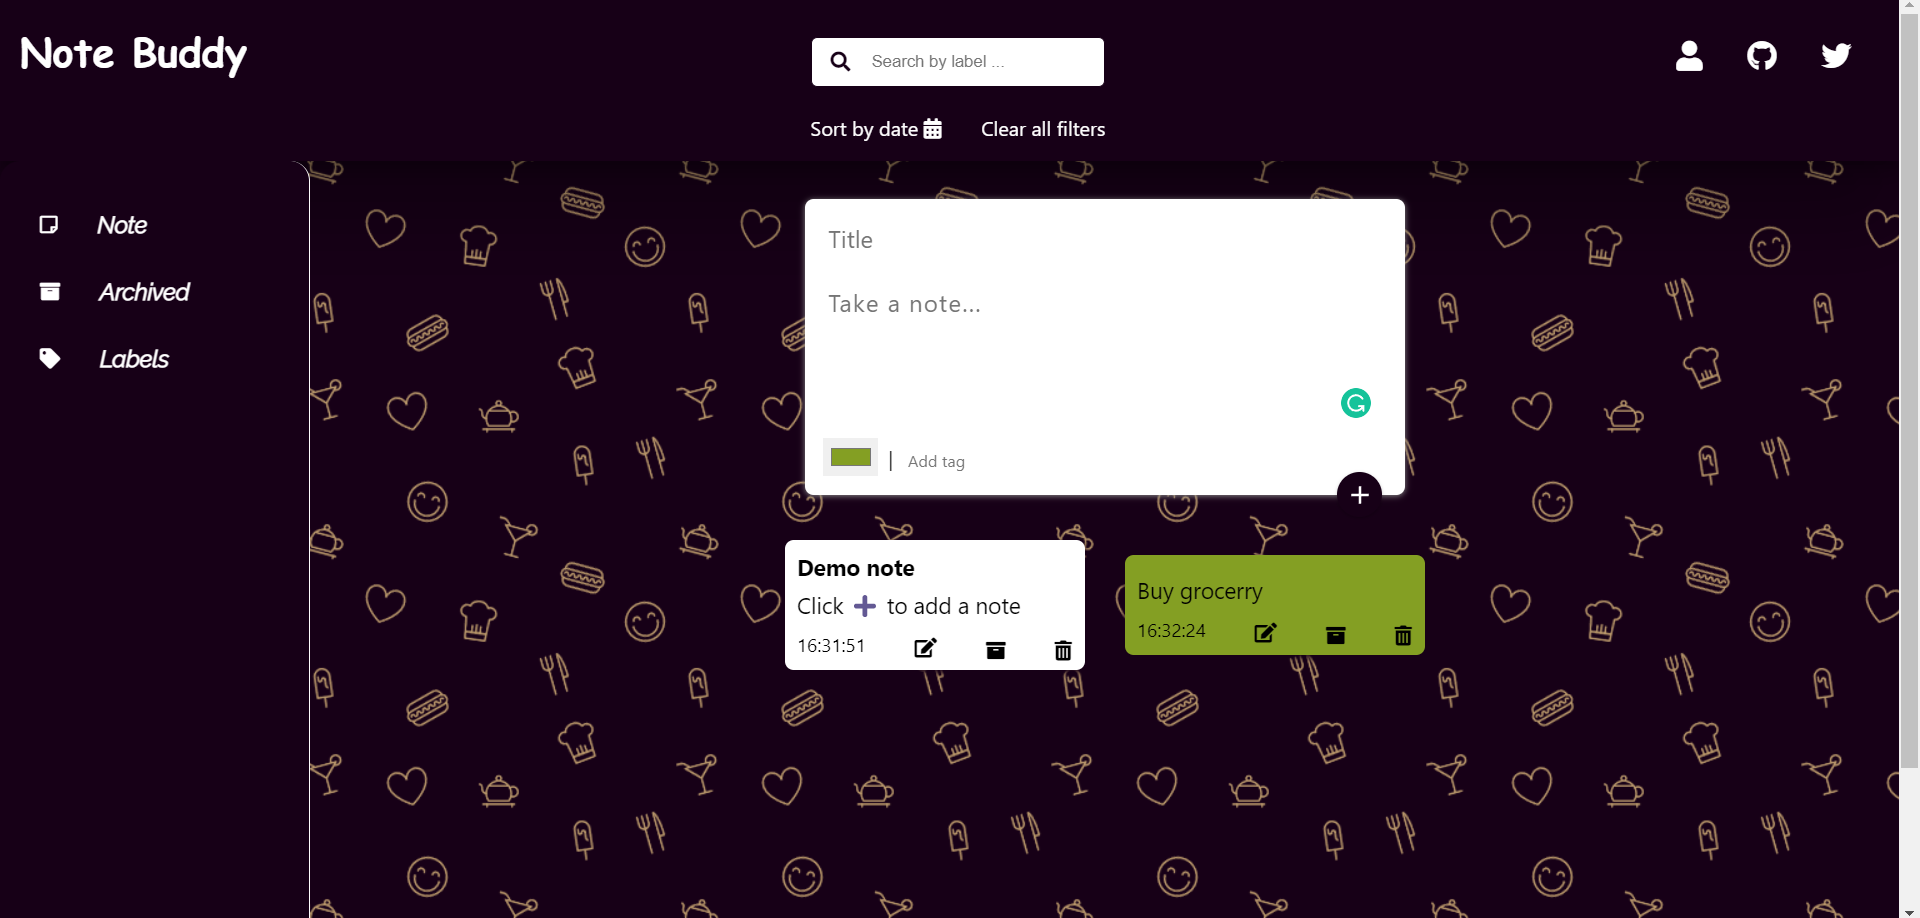 Note Buddy
Search by label ...
Sort by date
Clear all filters
Note
Archived
Labels
Title
Take a note...
| Add tag
Demo note
Click + to add a note
16:31:51
Buy grocerry
16:32:24